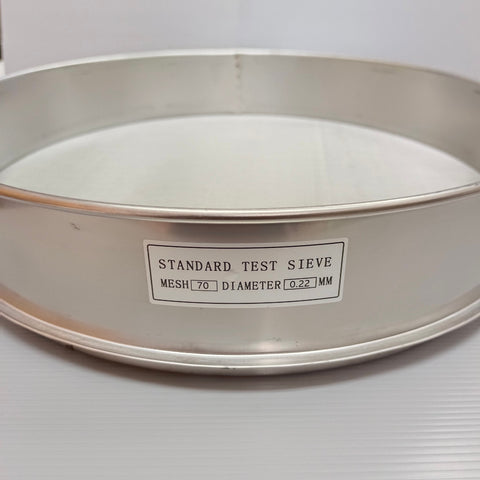 STANDARD TEST SIEVE
MESH 70 DIAMETER 0.22 MM